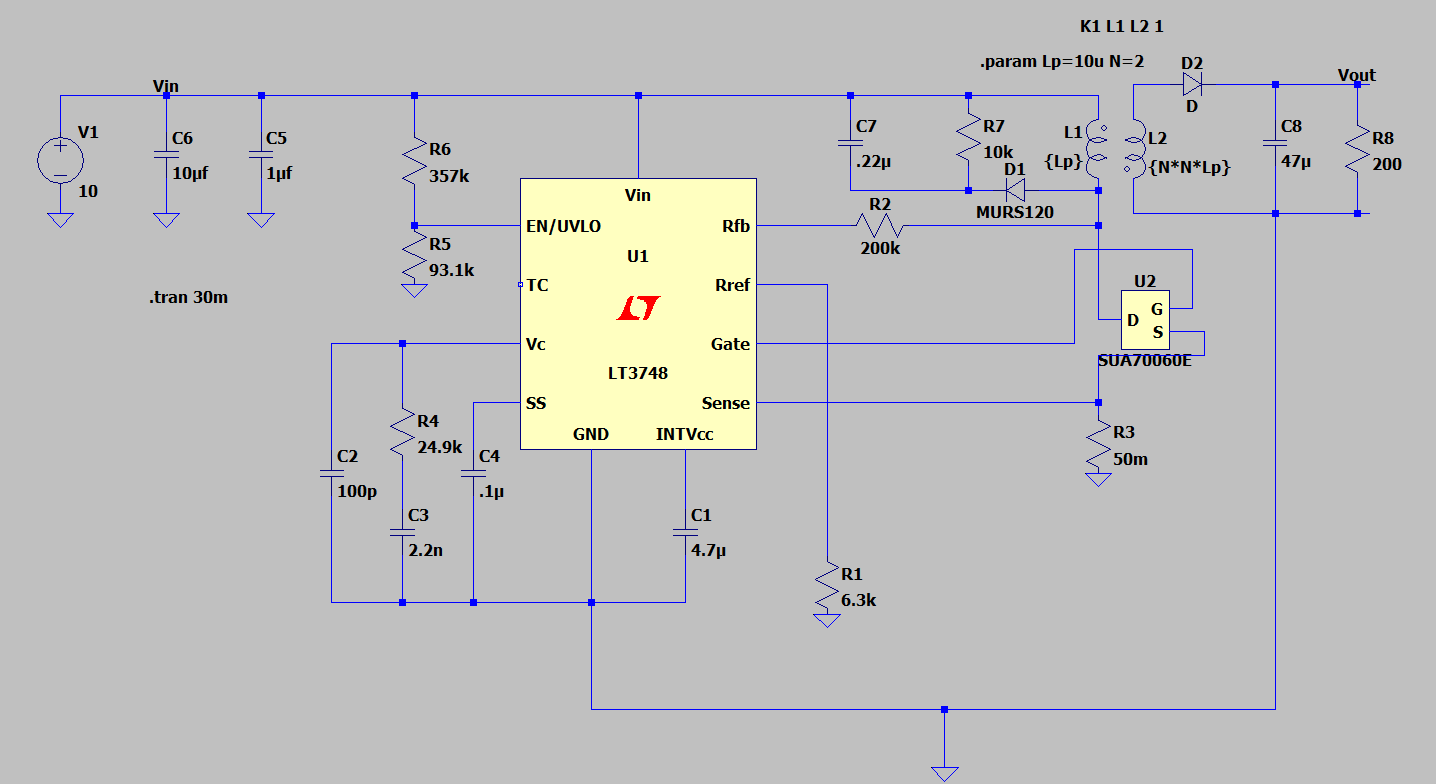 K1 L1 L2 1
.param Lp=10u N=2
D2
Vout
D
Vin
V1
10
C6
10µf
C5
1µf
R6
357k
C7
.22µ
R7
10k
D1
MURS120
L1
{Lp}
L2
{N*N*Lp}
C8
47µ
R8
200
Vin
EN/UVLO
Rfb
R2
200k
R5
93.1k
U1
TC
Rref
.tran 30m
U2
G
D
S
SUA70060E
Vc
Gate
LT3748
SS
Sense
GND
INTVcc
R4
24.9k
C2
100p
C4
.1µ
R3
50m
C3
2.2n
C1
4.7µ
R1
6.3k